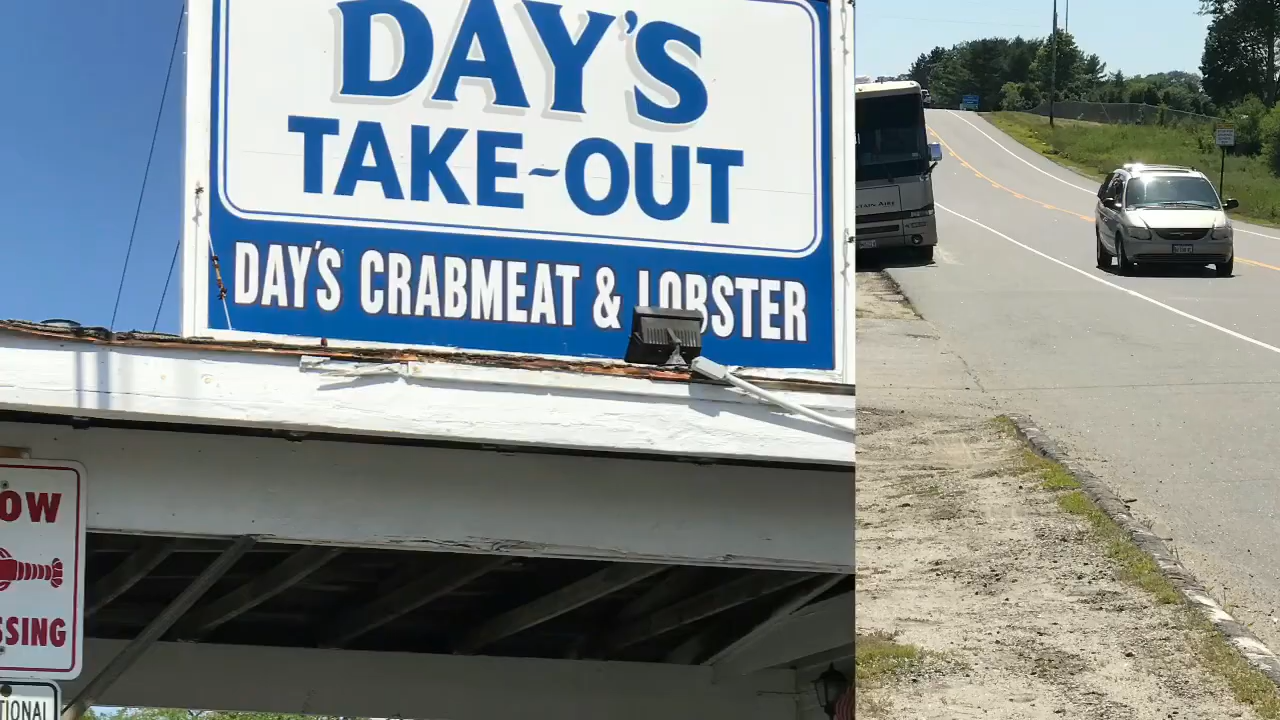 DAY'S
TAKE-OUT
DAY'S CRABMEAT & LOBSTER
OW
SSING
TIONAL